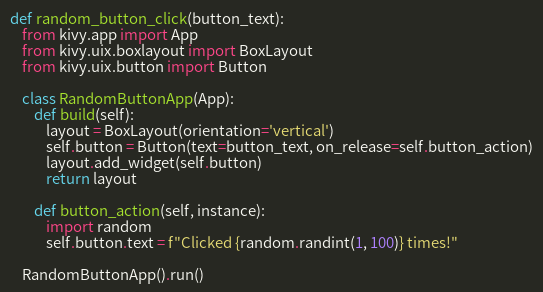 def random_button_click(button_text):
    from kivy.app import App
    from kivy.uix.boxlayout import BoxLayout
    from kivy.uix.button import Button

    class RandomButtonApp(App):
        def build(self):
            layout = BoxLayout(orientation='vertical')
            self.button = Button(text=button_text, on_release=self.button_action)
            layout.add_widget(self.button)
            return layout

        def button_action(self, instance):
            import random
            self.button.text = f"Clicked {random.randint(1, 100)} times!"

    RandomButtonApp().run()